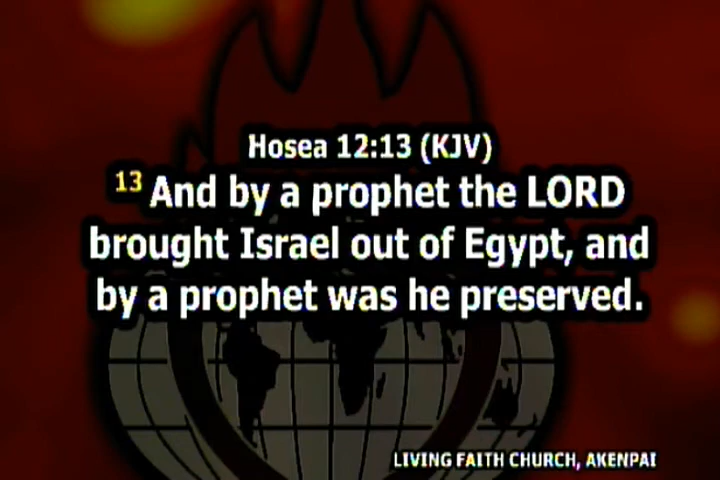 Hosea 12:13 (KJV)
13 And by a prophet the LORD
brought Israel out of Egypt, and
by a prophet was he preserved.
LIVING FAITH CHURCH, AKENPAI